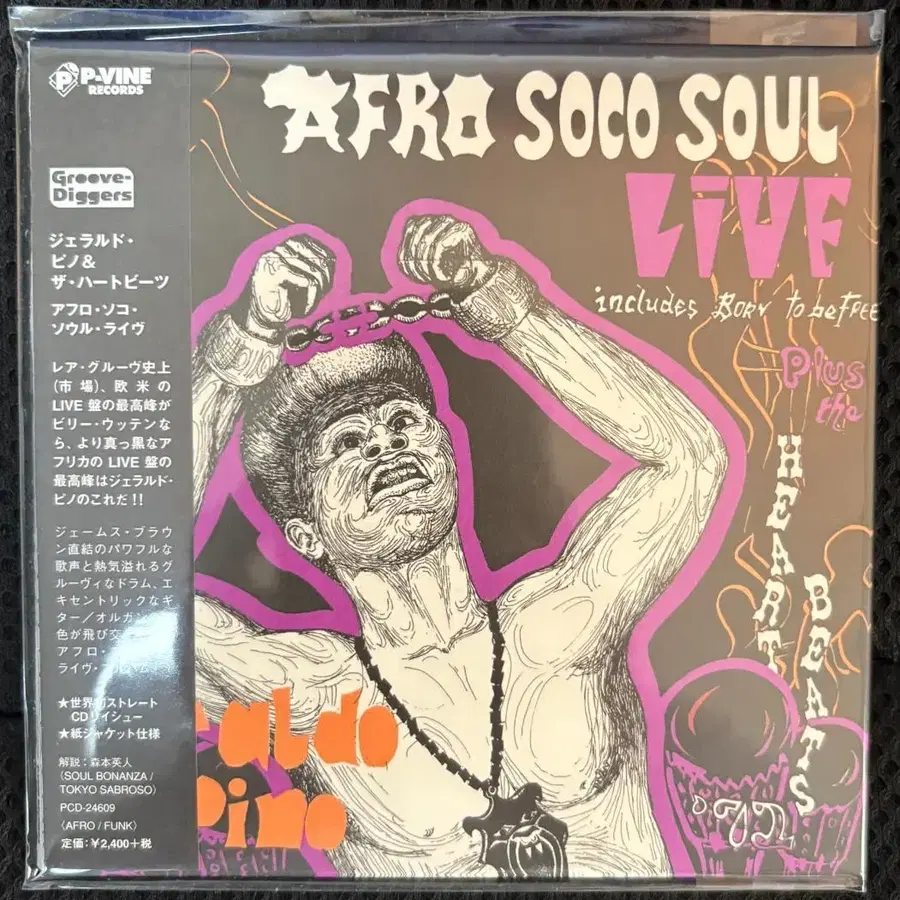 P-VINE
RECORDS
Groove-
Diggers
ジェラルド・
ピノ&
ザ・ハートビーツ
アフロ・ソコ・
ソウル・ライヴ
レア・グルーヴ史上
(市場)、欧米の
LIVE 盤の最高峰が
ビリー・ウッテンな
ら、より真っ黒なア
フリカの LIVE 盤の
最高峰はジェラルド・
ピノのこれだ!!
ジェームス・ブラウ
ン直結のパワフルな
歌声と熱気溢れるグ
ルーヴィなドラム、エ
キセントリックなギ
ター/オルガン
色が飛び交
アフロ・
ライヴ・
★世界初ストレート
CDリイシュー
★紙ジャケット仕様
解説:森本英人
(SOUL BONANZA /
TOKYO SABROSO)
PCD-24609
(AFRO / FUNK)
定価:¥2,400+税
AFRO SOCO SOUL
LIVE
includes BORN to be FREE
Plus
the
HEART
BEATS
aldo
Pino